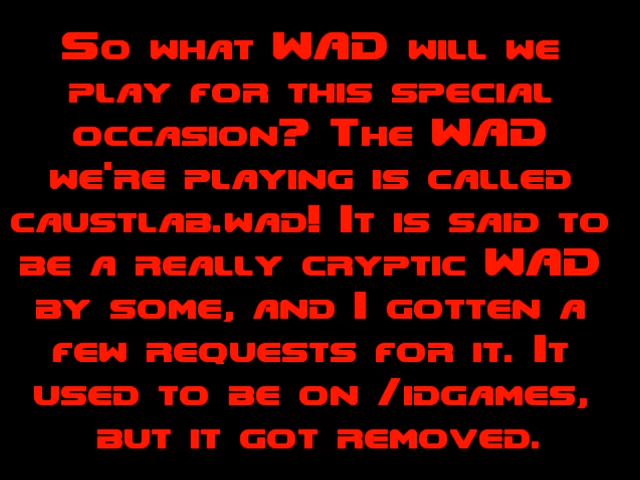 So what WAD will we
play for this special
occasion? The WAD
we're playing is called
caustlab.wad! It is said to
be a really cryptic WAD
by some, and I gotten a
few requests for it. It
used to be on /idgames,
but it got removed.